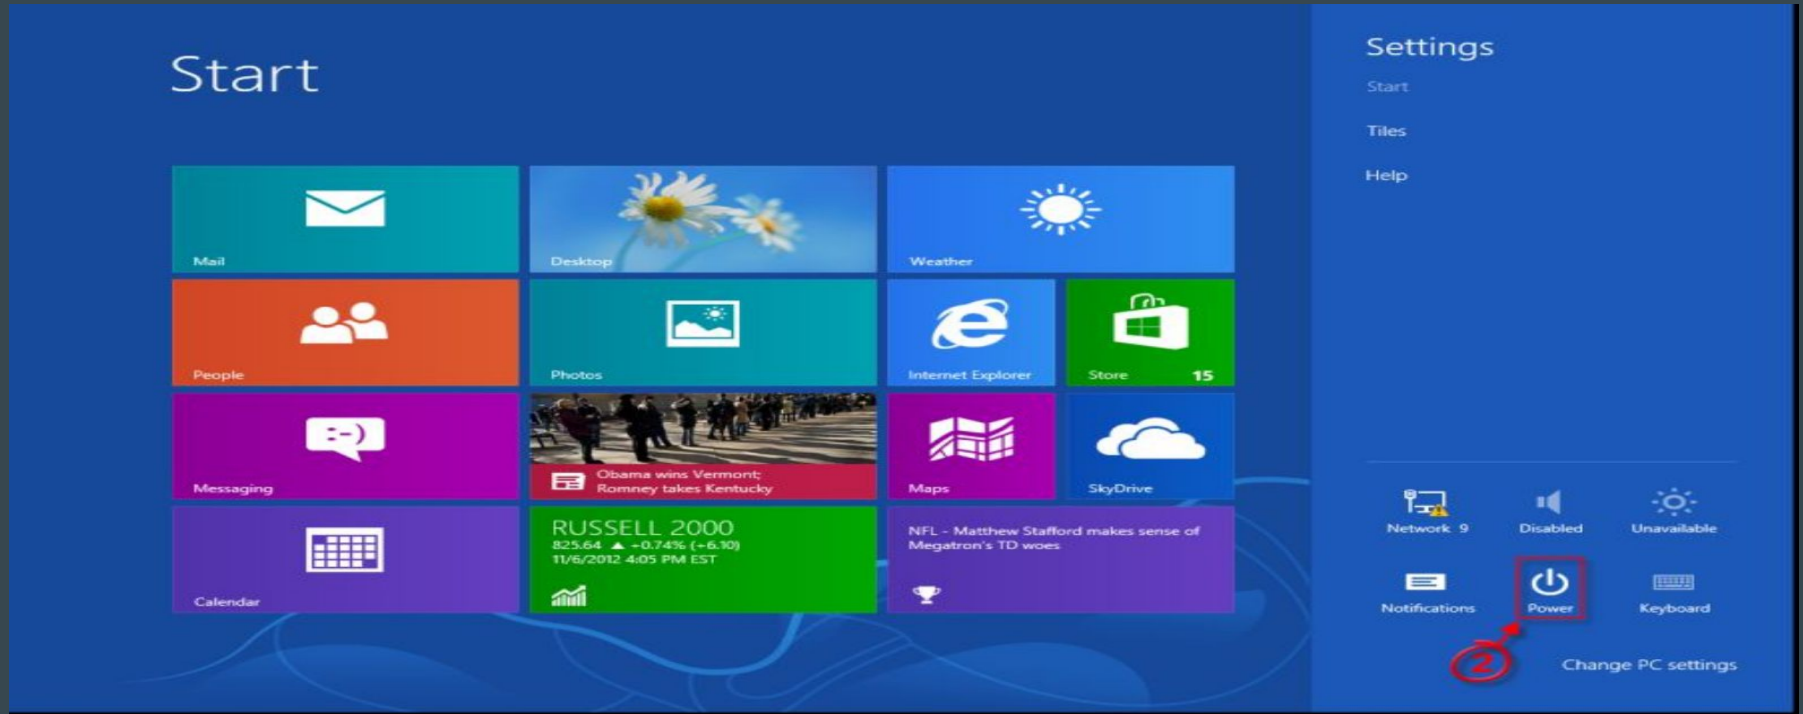 Start
Mail
Desktop
Weather
People
Photos
Internet Explorer
Store
15
Messaging
Obama wins Vermont;
Romney takes Kentucky
Maps
SkyDrive
Calendar
RUSSELL 2000
825.64 ▲ +0.74% (+6.10)
11/6/2012 4:05 PM EST
NFL - Matthew Stafford makes sense of
Megatron's TD woes
Settings
Start
Tiles
Help
Network 9
Disabled
Unavailable
Notifications
Power
Keyboard
2
Change PC settings